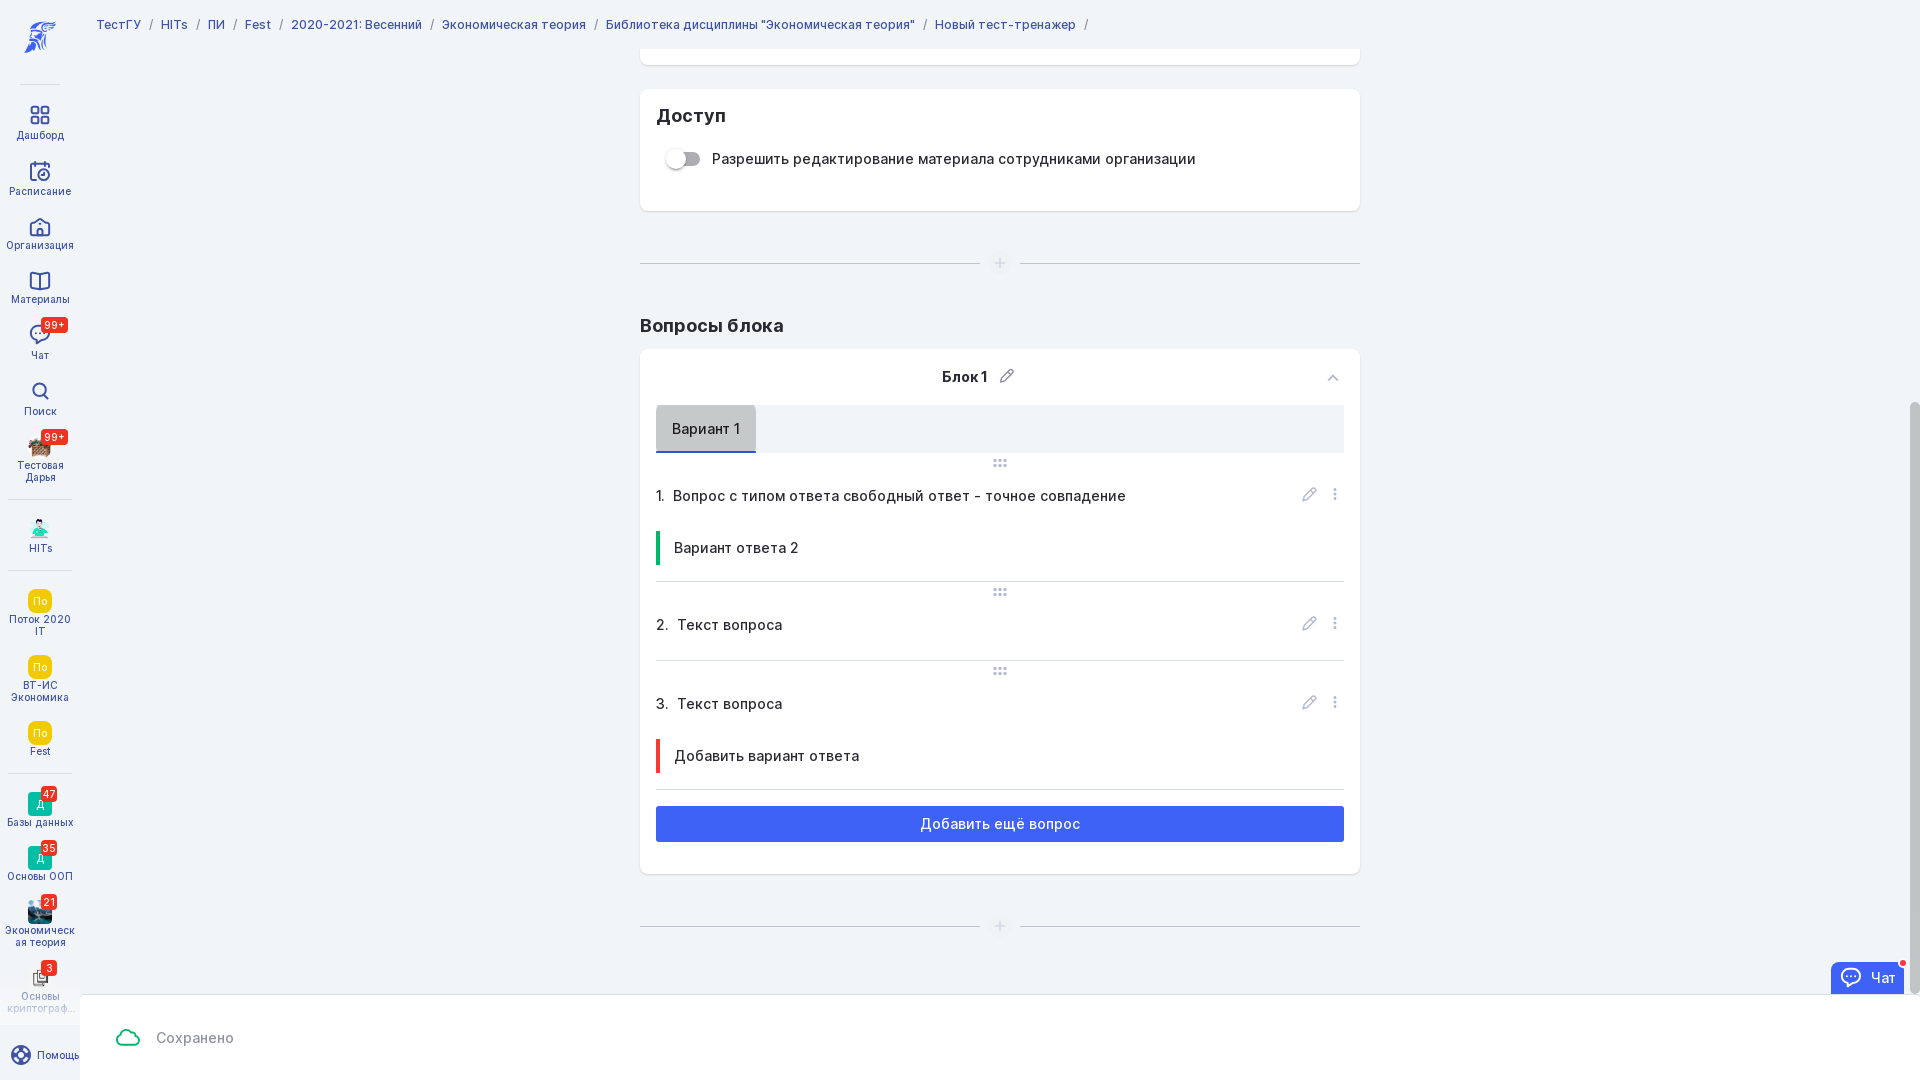 ТестГУ / HITs / ПИ / Fest / 2020-2021: Весенний / Экономическая теория / Библиотека дисциплины "Экономическая теория" / Новый тест-тренажер /
Дашборд
Расписание
Организация
Материалы
99+
Чат
Поиск
99+
Тестовая
Дарья
HITs
По
Поток 2020
IT
По
ВТ-ИС
Экономика
По
Fest
47
Д
Базы данных
35
Д
Основы ООП
21
Экономическ
ая теория
3
Основы
криптограф...
Помощь
Доступ
Разрешить редактирование материала сотрудниками организации
Вопросы блока
Блок 1
Вариант 1
1. Вопрос с типом ответа свободный ответ - точное совпадение
Вариант ответа 2
2. Текст вопроса
3. Текст вопроса
Добавить вариант ответа
Добавить ещё вопрос
Чат
Сохранено